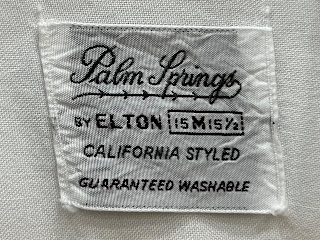 Palm Springs
BY ELTON 15 M 15½
CALIFORNIA STYLED
GUARANTEED WASHABLE